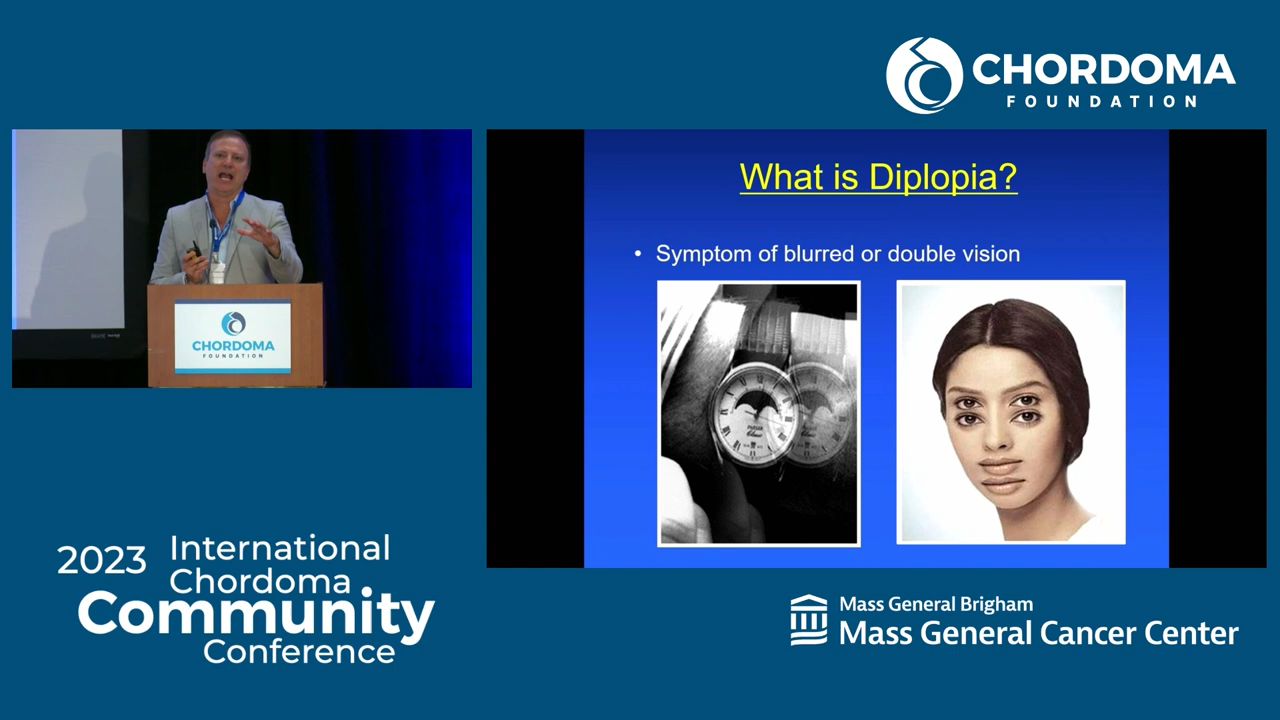 CHORDOMA
FOUNDATION
What is Diplopia?
• Symptom of blurred or double vision
CHORDOMA
FOUNDATION
2023 International
Chordoma
Community
Conference
Mass General Brigham
Mass General Cancer Center